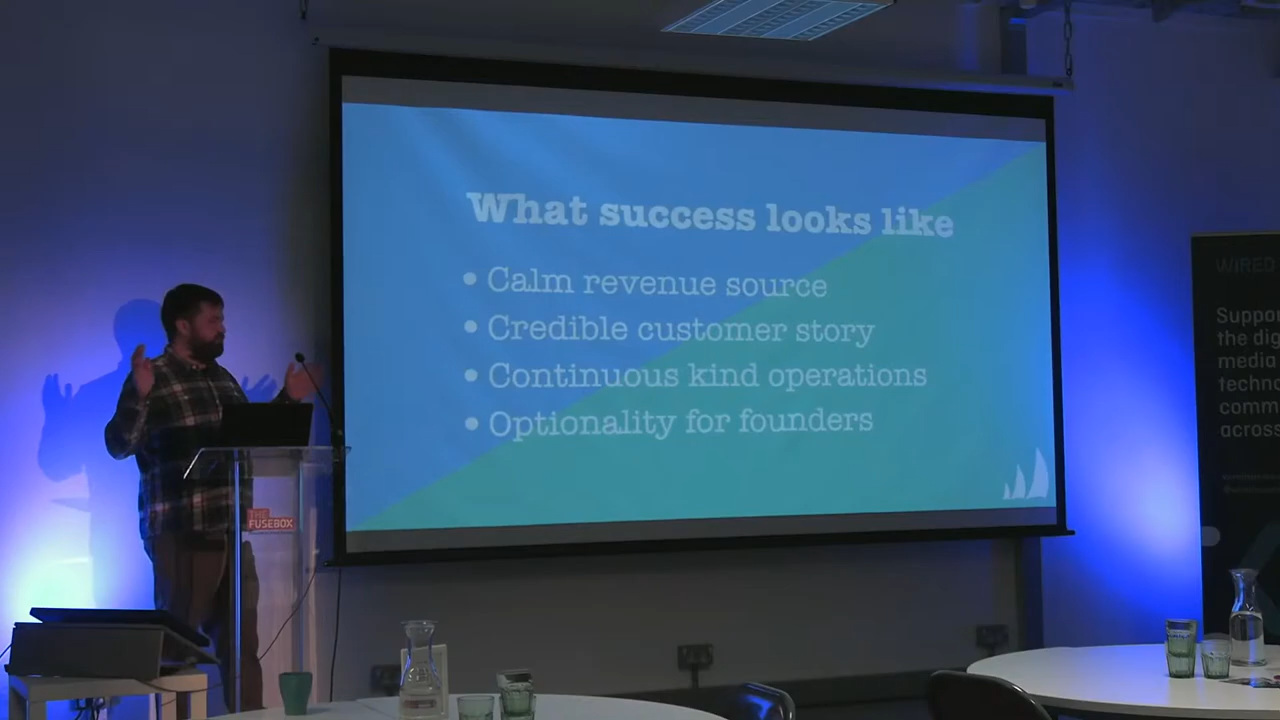 What success looks like
• Calm revenue source
• Credible customer story
• Continuous kind operations
• Optionality for founders
THE
FUSEBOX
WIRED
Suppor
the dig
media
techno
comm
across